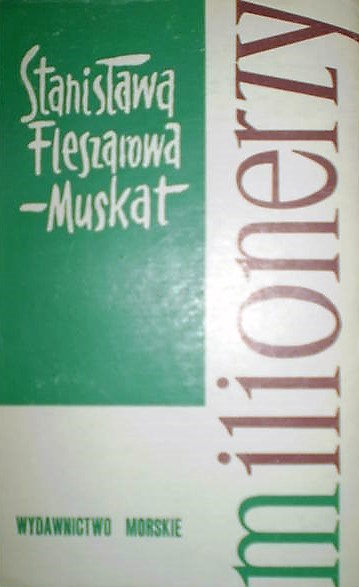 Stanisława
Fleszarowa
-Muskat
milionerzy
WYDAWNICTWO MORSKIE